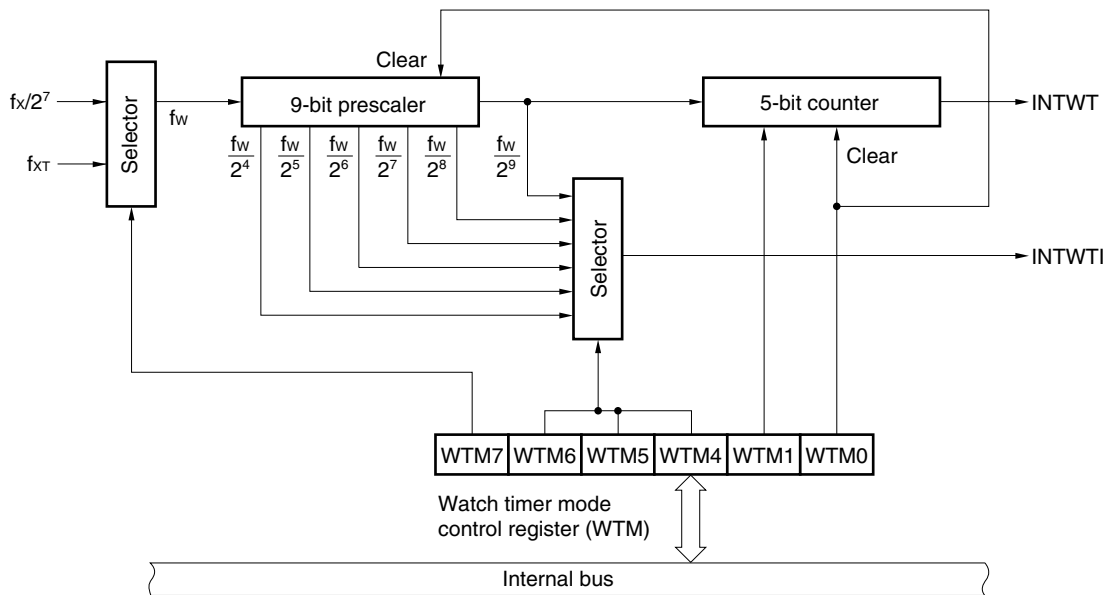 Clear
fX/2⁷
Selector
fW
9-bit prescaler
5-bit counter
INTWT
fXT
fW/2⁴
fW/2⁵
fW/2⁶
fW/2⁷
fW/2⁸
fW/2⁹
Clear
Selector
INTWTI
WTM7 WTM6 WTM5 WTM4 WTM1 WTM0
Watch timer mode
control register (WTM)
Internal bus